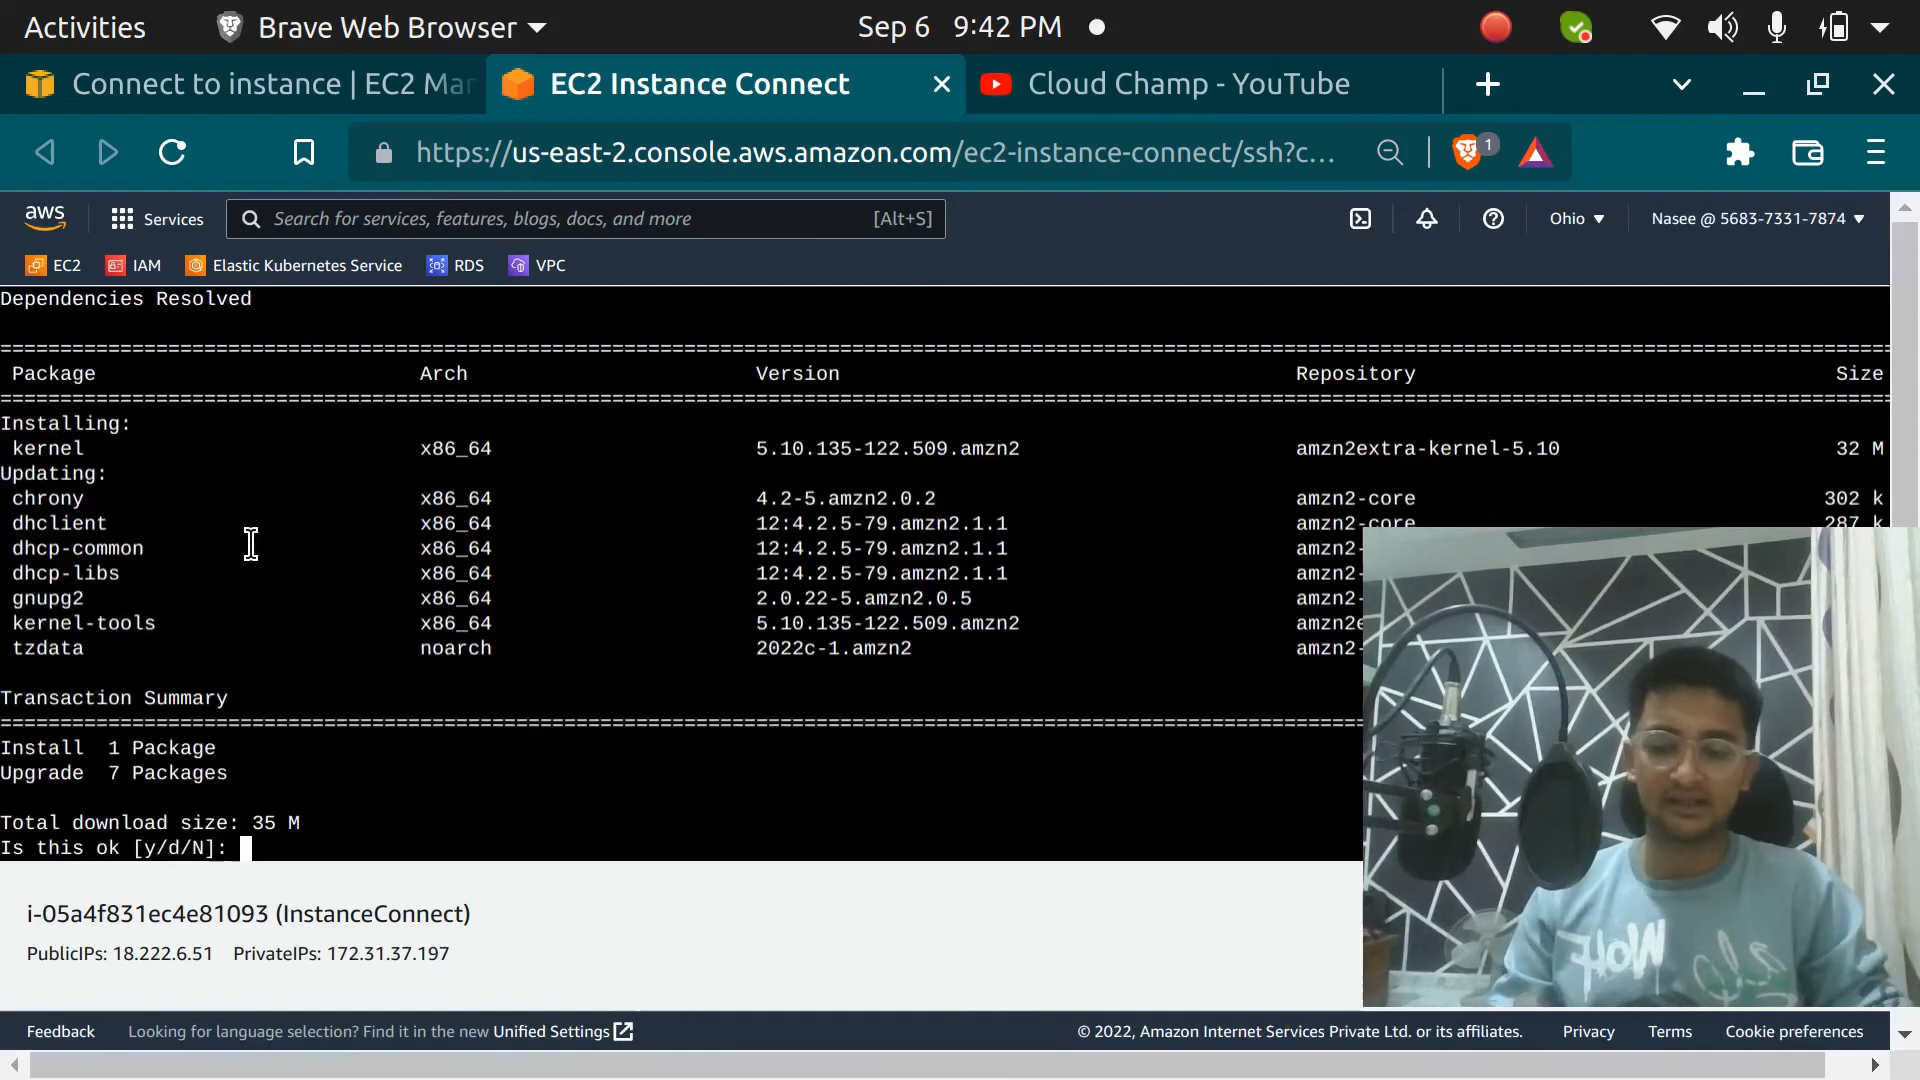 Activities Brave Web Browser Sep 6 9:42 PM
Connect to instance | EC2 Mar EC2 Instance Connect Cloud Champ - YouTube
https://us-east-2.console.aws.amazon.com/ec2-instance-connect/ssh?c... 1
aws Services Search for services, features, blogs, docs, and more [Alt+S] Ohio Nasee @ 5683-7331-7874
EC2 IAM Elastic Kubernetes Service RDS VPC
Dependencies Resolved
================================================================
Package Arch Version Repository Size
================================================================
Installing:
kernel x86_64 5.10.135-122.509.amzn2 amzn2extra-kernel-5.10 32 M
Updating:
chrony x86_64 4.2-5.amzn2.0.2 amzn2-core 302 k
dhclient x86_64 12:4.2.5-79.amzn2.1.1 amzn2-core 287 k
dhcp-common x86_64 12:4.2.5-79.amzn2.1.1 amzn2-
dhcp-libs x86_64 12:4.2.5-79.amzn2.1.1 amzn2-
gnupg2 x86_64 2.0.22-5.amzn2.0.5 amzn2-
kernel-tools x86_64 5.10.135-122.509.amzn2 amzn2e
tzdata noarch 2022c-1.amzn2 amzn2-
Transaction Summary
================================================================
Install 1 Package
Upgrade 7 Packages
Total download size: 35 M
Is this ok [y/d/N]:
i-05a4f831ec4e81093 (InstanceConnect)
PublicIPs: 18.222.6.51 PrivateIPs: 172.31.37.197
Feedback Looking for language selection? Find it in the new Unified Settings © 2022, Amazon Internet Services Private Ltd. or its affiliates. Privacy Terms Cookie preferences